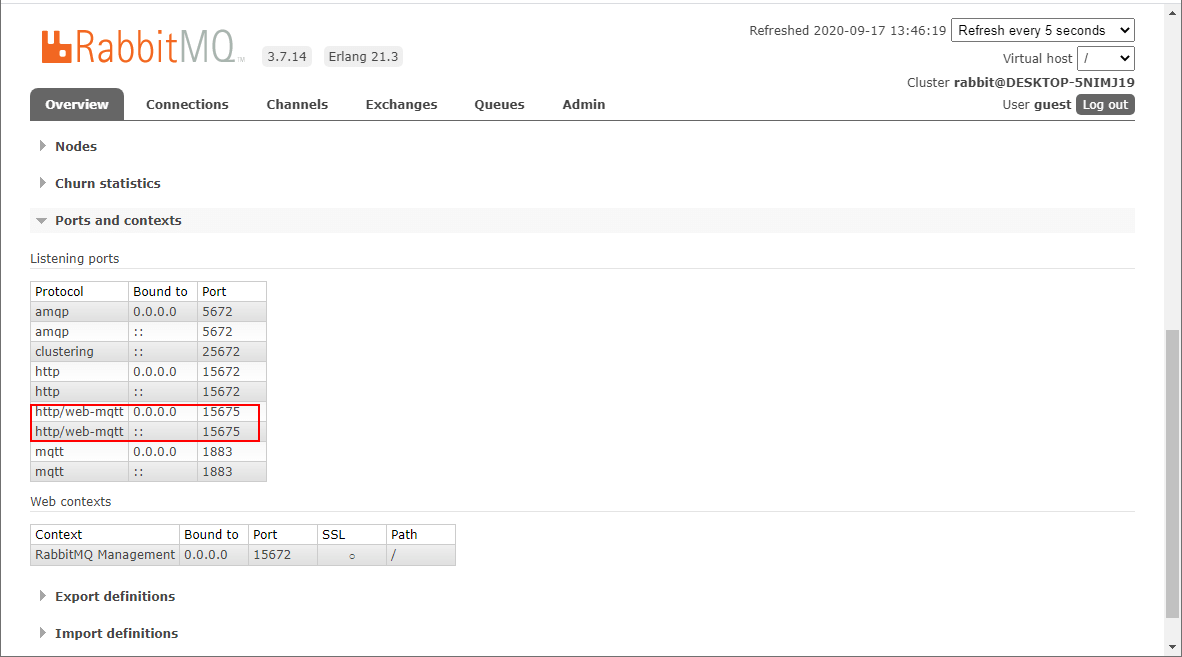 Refreshed 2020-09-17 13:46:19 Refresh every 5 seconds
RabbitMQ TM 3.7.14 Erlang 21.3
Virtual host /
Cluster rabbit@DESKTOP-5NIMJ19
User guest Log out
Overview Connections Channels Exchanges Queues Admin
Nodes
Churn statistics
Ports and contexts
Listening ports
Protocol Bound to Port
amqp 0.0.0.0 5672
amqp :: 5672
clustering :: 25672
http 0.0.0.0 15672
http :: 15672
http/web-mqtt 0.0.0.0 15675
http/web-mqtt :: 15675
mqtt 0.0.0.0 1883
mqtt :: 1883
Web contexts
Context Bound to Port SSL Path
RabbitMQ Management 0.0.0.0 15672 ○ /
Export definitions
Import definitions